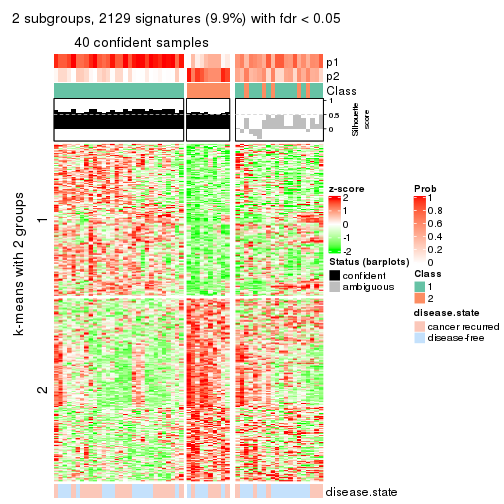 2 subgroups, 2129 signatures (9.9%) with fdr < 0.05
40 confident samples
p1
p2
Class
1
0.5
0
Silhouette
score
k-means with 2 groups
1
2
z-score
2
1
0
-1
-2
Status (barplots)
confident
ambiguous
Prob
1
0.8
0.6
0.4
0.2
0
Class
1
2
disease.state
cancer recurred
disease-free
disease.state